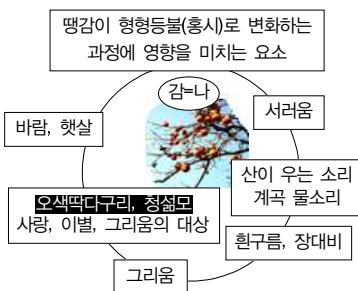 땡감이 형형등불(홍시)로 변화하는
과정에 영향을 미치는 요소
감=나
서러움
바람, 햇살
산이 우는 소리
계곡 물소리
오색딱다구리, 청설모
사랑, 이별, 그리움의 대상
흰구름, 장대비
그리움